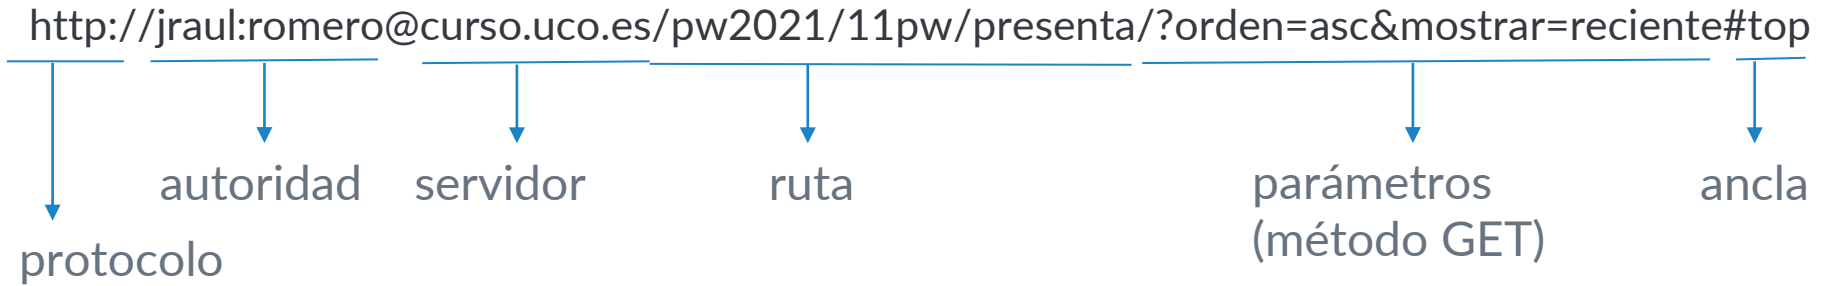 http://jraul:romero@curso.uco.es/pw2021/11pw/presenta/?orden=asc&mostrar=reciente#top
autoridad servidor ruta parámetros ancla
(método GET)
protocolo